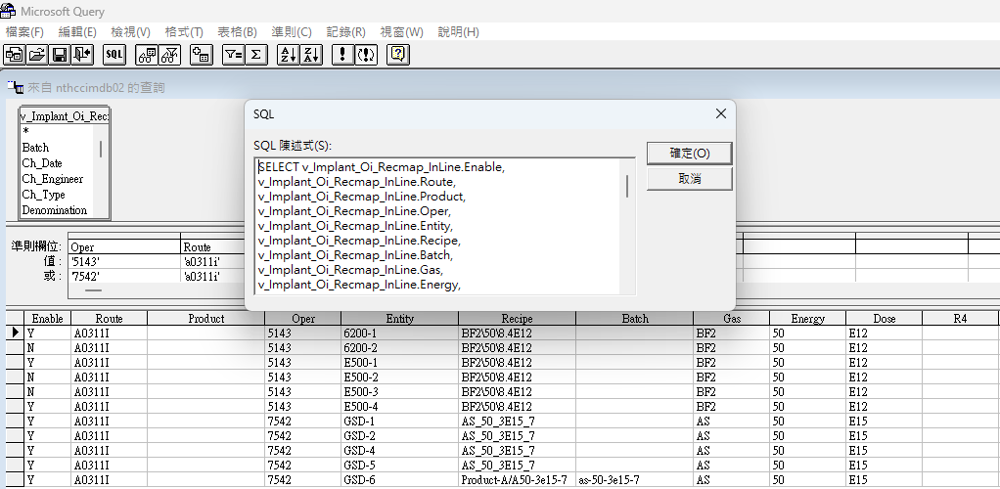 Microsoft Query
檔案(F) 編輯(E) 檢視(V) 格式(T) 表格(B) 準則(C) 記錄(R) 視窗(W) 說明(H)
SQL
來自 nthccimdb02 的查詢
v_Implant_Oi_Rec
*
Batch
Ch_Date
Ch_Engineer
Ch_Type
Denomination
SQL
SQL 陳述式(S):
SELECT v_Implant_Oi_Recmap_InLine.Enable,
v_Implant_Oi_Recmap_InLine.Route,
v_Implant_Oi_Recmap_InLine.Product,
v_Implant_Oi_Recmap_InLine.Oper,
v_Implant_Oi_Recmap_InLine.Entity,
v_Implant_Oi_Recmap_InLine.Recipe,
v_Implant_Oi_Recmap_InLine.Batch,
v_Implant_Oi_Recmap_InLine.Gas,
v_Implant_Oi_Recmap_InLine.Energy,
確定(O)
取消
準則欄位: Oper Route
值: '5143' 'a0311i'
或: '7542' 'a0311i'
Enable Route Product Oper Entity Recipe Batch Gas Energy Dose R4
Y A0311I 5143 6200-1 BF2\50\8.4E12 BF2 50 E12
N A0311I 5143 6200-2 BF2\50\8.4E12 BF2 50 E12
Y A0311I 5143 E500-1 BF2\50\8.4E12 BF2 50 E12
N A0311I 5143 E500-2 BF2\50\8.4E12 BF2 50 E12
N A0311I 5143 E500-3 BF2\50\8.4E12 BF2 50 E12
Y A0311I 5143 E500-4 BF2\50\8.4E12 BF2 50 E12
Y A0311I 7542 GSD-1 AS_50_3E15_7 AS 50 E15
Y A0311I 7542 GSD-2 AS_50_3E15_7 AS 50 E15
Y A0311I 7542 GSD-4 AS_50_3E15_7 AS 50 E15
Y A0311I 7542 GSD-5 AS_50_3E15_7 AS 50 E15
Y A0311I 7542 GSD-6 Product-A/A50-3e15-7 as-50-3e15-7 AS 50 E15